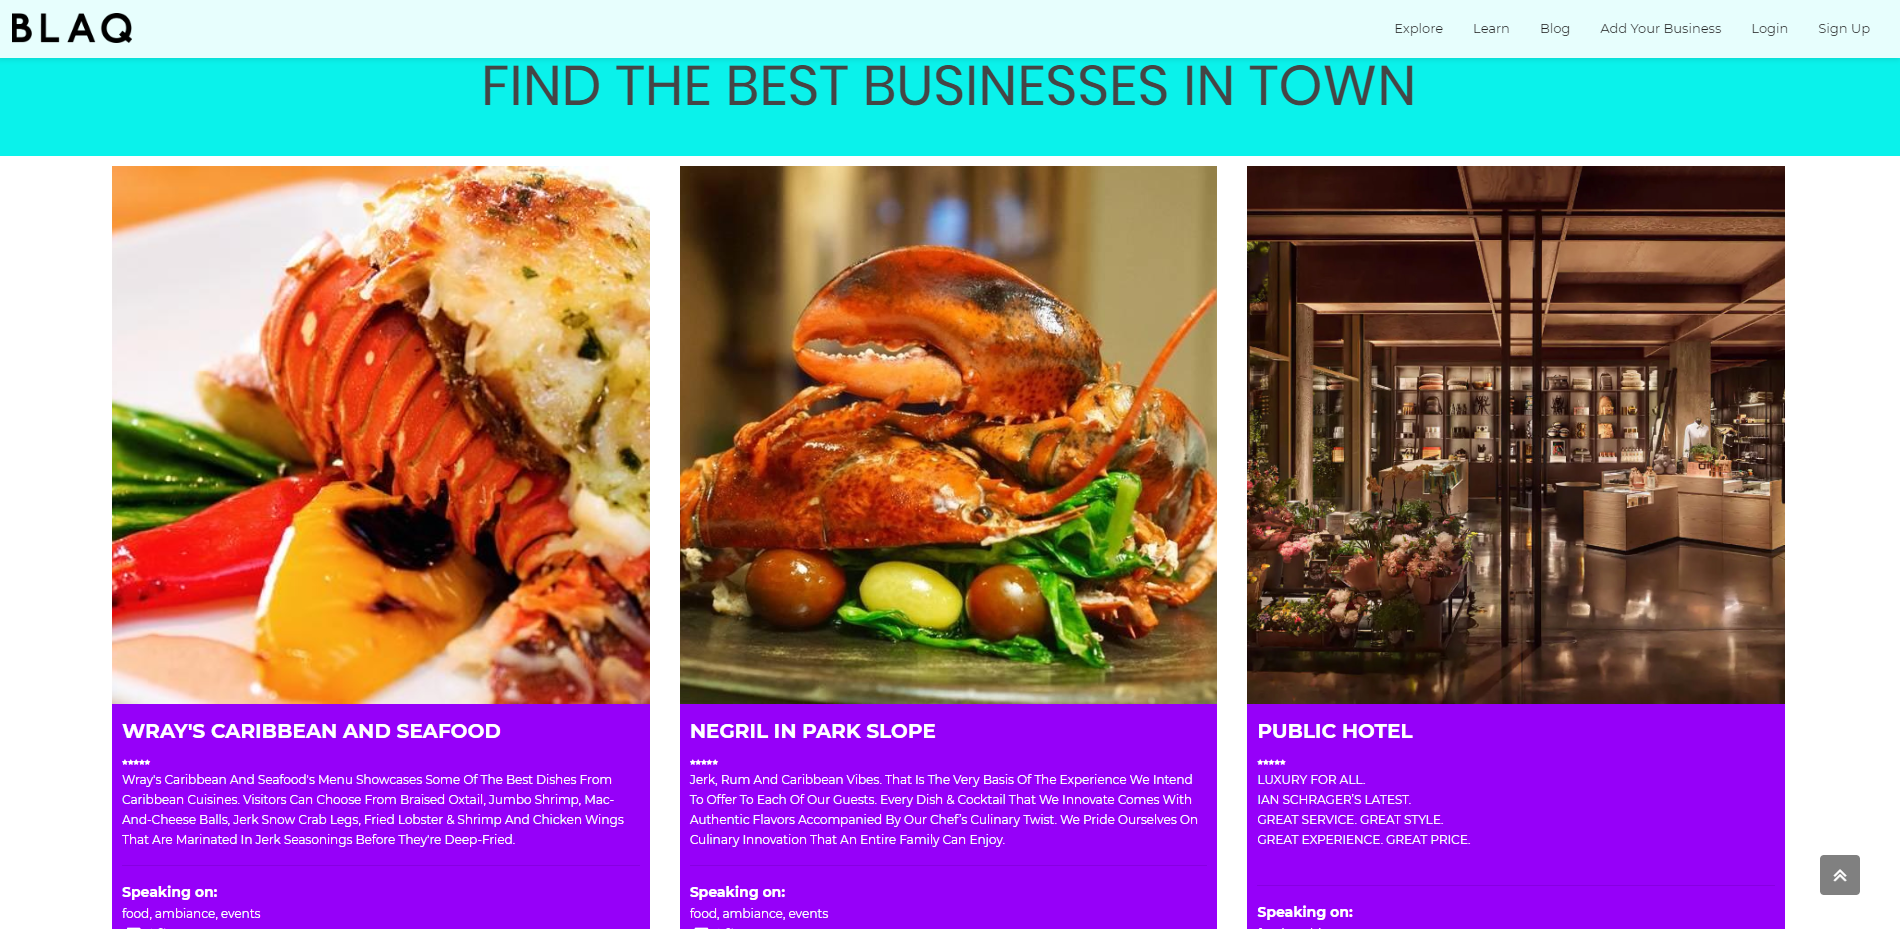 BLAQ
Explore
Learn
Blog
Add Your Business
Login
Sign Up
FIND THE BEST BUSINESSES IN TOWN
WRAY'S CARIBBEAN AND SEAFOOD
*****
Wray's Caribbean And Seafood's Menu Showcases Some Of The Best Dishes From
Caribbean Cuisines. Visitors Can Choose From Braised Oxtail, Jumbo Shrimp, Mac-
And-Cheese Balls, Jerk Snow Crab Legs, Fried Lobster & Shrimp And Chicken Wings
That Are Marinated In Jerk Seasonings Before They're Deep-Fried.
Speaking on:
food, ambiance, events
NEGRIL IN PARK SLOPE
*****
Jerk, Rum And Caribbean Vibes. That Is The Very Basis Of The Experience We Intend
To Offer To Each Of Our Guests. Every Dish & Cocktail That We Innovate Comes With
Authentic Flavors Accompanied By Our Chef's Culinary Twist. We Pride Ourselves On
Culinary Innovation That An Entire Family Can Enjoy.
Speaking on:
food, ambiance, events
PUBLIC HOTEL
*****
LUXURY FOR ALL.
IAN SCHRAGER'S LATEST.
GREAT SERVICE. GREAT STYLE.
GREAT EXPERIENCE. GREAT PRICE.
Speaking on: